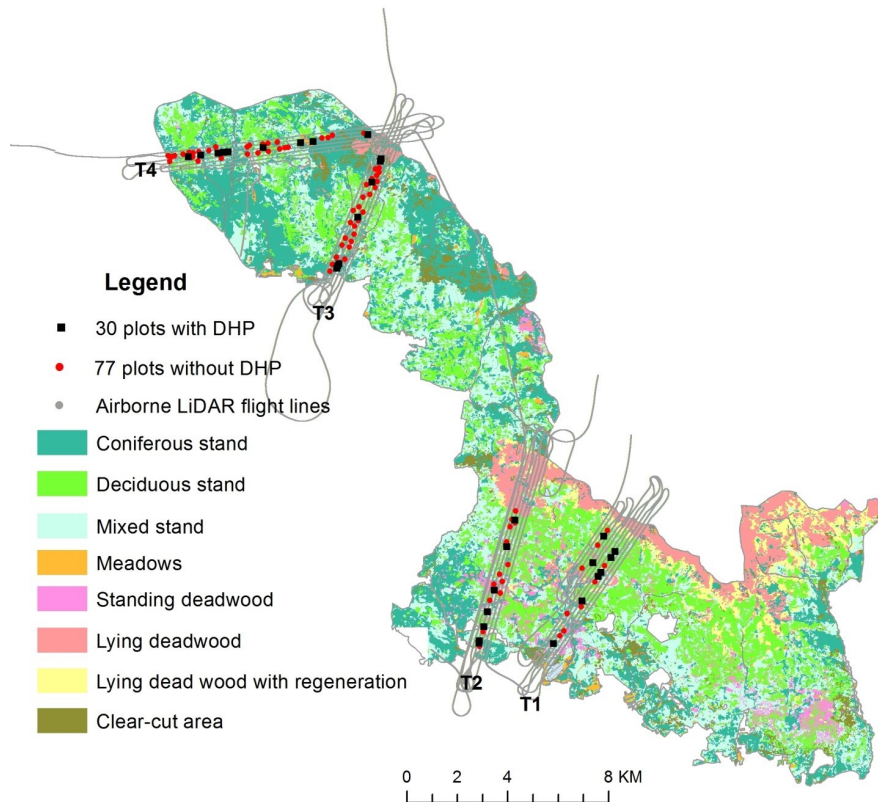 T4
T3
Legend
30 plots with DHP
77 plots without DHP
Airborne LiDAR flight lines
Coniferous stand
Deciduous stand
Mixed stand
Meadows
Standing deadwood
Lying deadwood
Lying dead wood with regeneration
Clear-cut area
T2
T1
0 2 4 8 KM